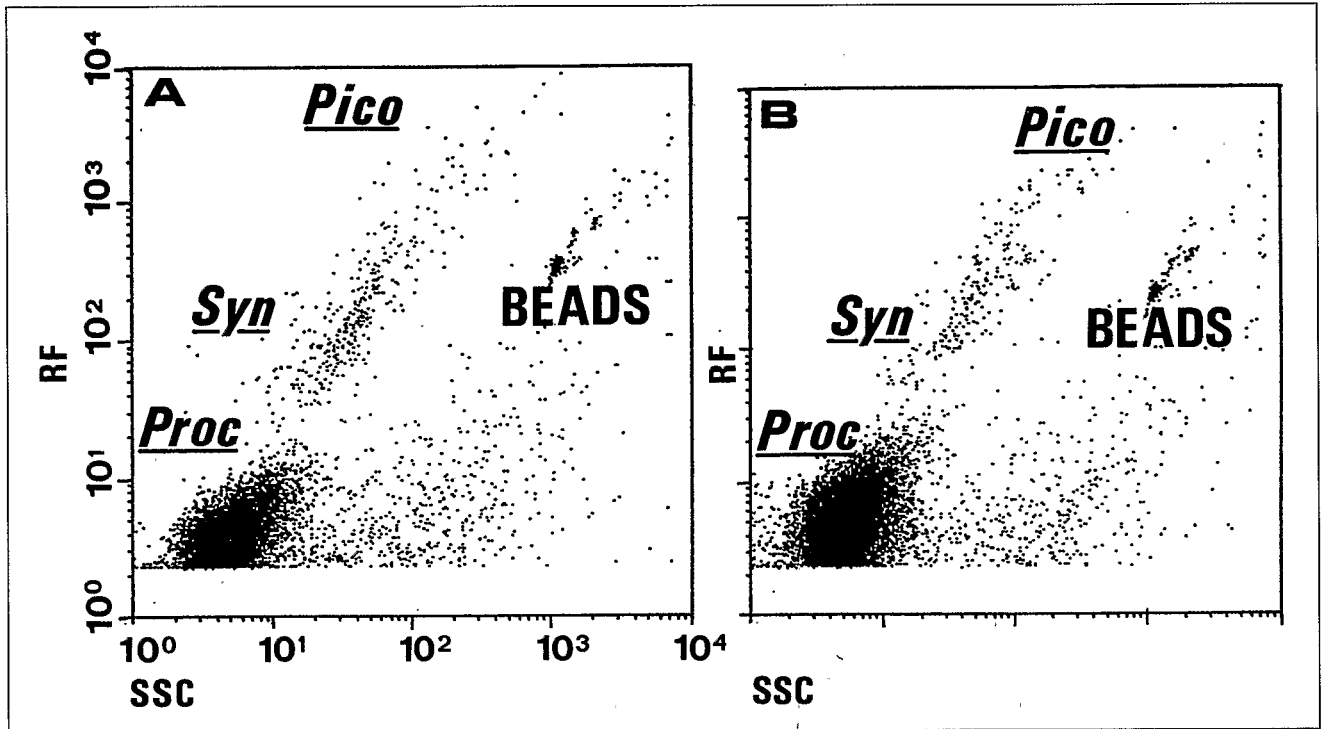 A
Pico
Syn
Proc
BEADS
RF
10⁴
10³
10²
10¹
10⁰
10⁰ 10¹ 10² 10³ 10⁴
SSC
B
Pico
Syn
Proc
BEADS
RF
SSC